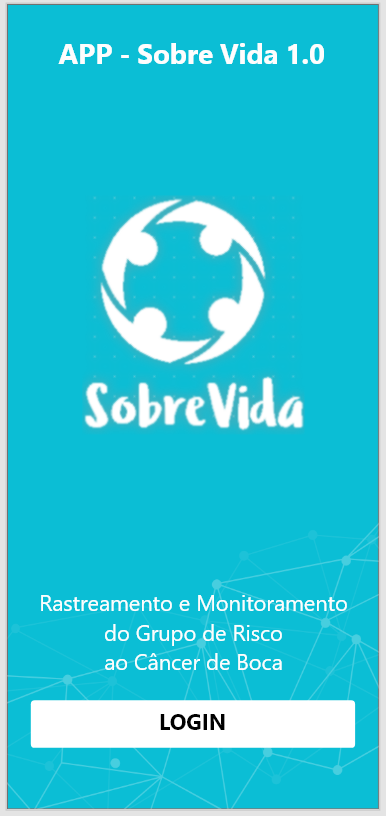 APP - Sobre Vida 1.0
SobreVida
Rastreamento e Monitoramento
do Grupo de Risco
ao Câncer de Boca
LOGIN